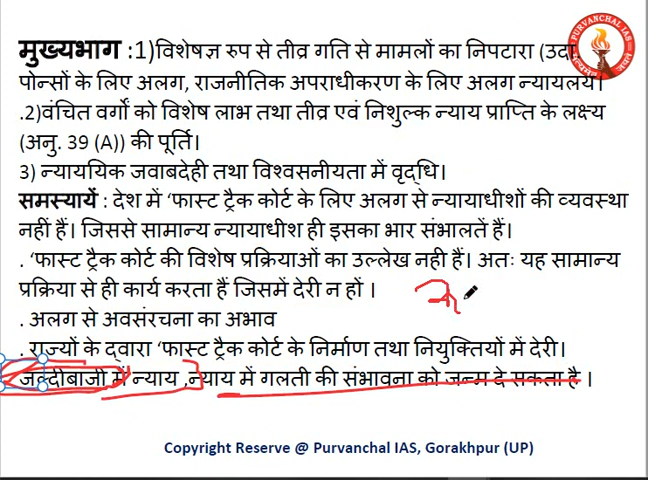 PURVANCHAL IAS
मुख्यभाग :1)विशेषज्ञ रुप से तीव्र गति से मामलों का निपटारा (उदा.
पोन्सों के लिए अलग, राजनीतिक अपराधीकरण के लिए अलग न्यायलय।
.2)वंचित वर्गों को विशेष लाभ तथा तीव्र एवं निशुल्क न्याय प्राप्ति के लक्ष्य
(अनु. 39 (A)) की पूर्ति।
3) न्याययिक जवाबदेही तथा विश्वसनीयता में वृद्धि।
समस्यायें : देश में ‘फास्ट ट्रैक कोर्ट के लिए अलग से न्यायाधीशों की व्यवस्था
नहीं हैं। जिससे सामान्य न्यायाधीश ही इसका भार संभालतें हैं।
. ‘फास्ट ट्रैक कोर्ट की विशेष प्रक्रियाओं का उल्लेख नही हैं। अतः यह सामान्य
प्रक्रिया से ही कार्य करता हैं जिसमें देरी न हों ।
. अलग से अवसंरचना का अभाव
. राज्यों के द्वारा ‘फास्ट ट्रैक कोर्ट के निर्माण तथा नियुक्तियों में देरी।
जल्दीबाजी में न्याय ,न्याय में गलती की संभावना को जन्म दे सकता है ।
Copyright Reserve @ Purvanchal IAS, Gorakhpur (UP)